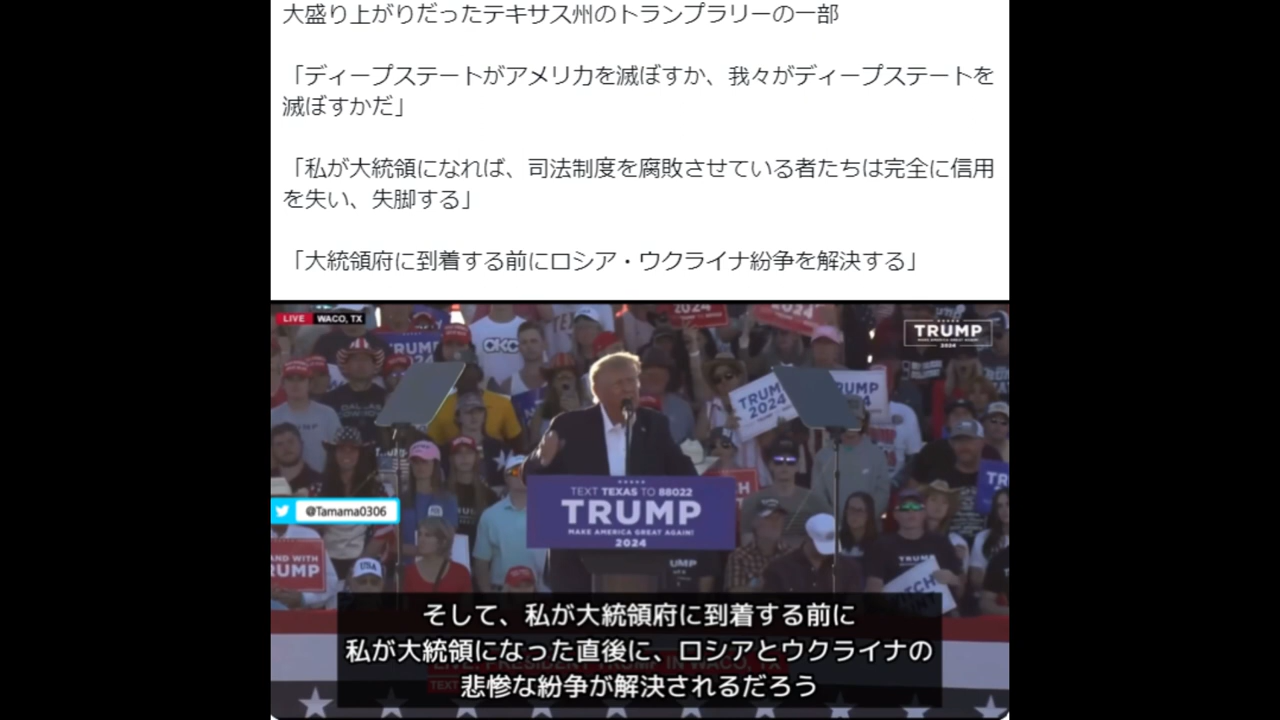 大盛り上がりだったテキサス州のトランプラリーの一部
「ディープステートがアメリカを滅ぼすか、我々がディープステートを
滅ぼすかだ」
「私が大統領になれば、司法制度を腐敗させている者たちは完全に信用
を失い、失脚する」
「大統領府に到着する前にロシア・ウクライナ紛争を解決する」
LIVE WACO, TX
TRUMP
MAKE AMERICA GREAT AGAIN!
2024
2024
TRUMP
2024
TEXT TEXAS TO 88022
TRUMP
MAKE AMERICA GREAT AGAIN!
2024
@Tamama0306
AND WITH
RUMP
USA
そして、私が大統領府に到着する前に
私が大統領になった直後に、ロシアとウクライナの
悲惨な紛争が解決されるだろう